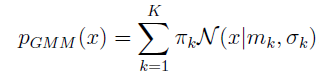 p_{GMM}(x) = \sum_{k=1}^{K} \pi_k \mathcal{N}(x|m_k, \sigma_k)